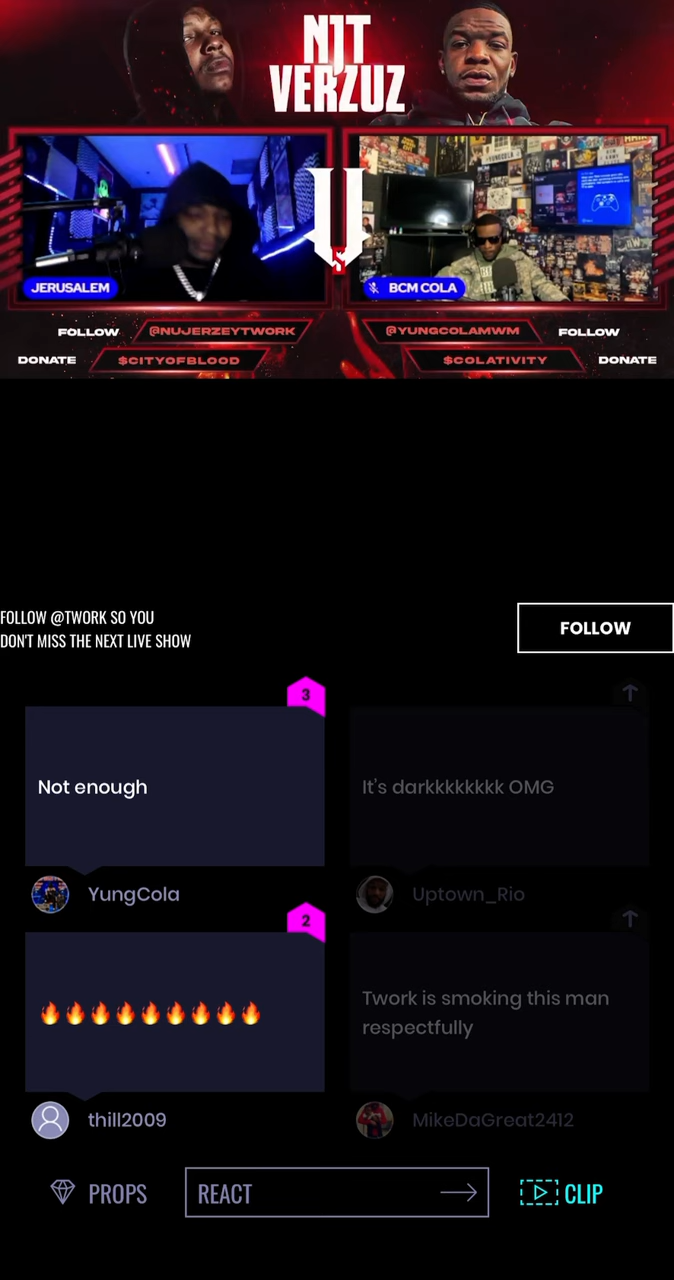 NJT
VERZUZ
JERUSALEM
BCM COLA
FOLLOW
@NUJERZEYTWORK
@YUNGCOLAMWM
FOLLOW
DONATE
$CITYOFBLOOD
$COLATIVITY
DONATE
FOLLOW @TWORK SO YOU
DON'T MISS THE NEXT LIVE SHOW
FOLLOW
3
Not enough
It's darkkkkkkkk OMG
YungCola
Uptown_Rio
2
🔥🔥🔥🔥🔥🔥🔥🔥🔥
Twork is smoking this man
respectfully
thill2009
MikeDaGreat2412
PROPS
REACT
CLIP